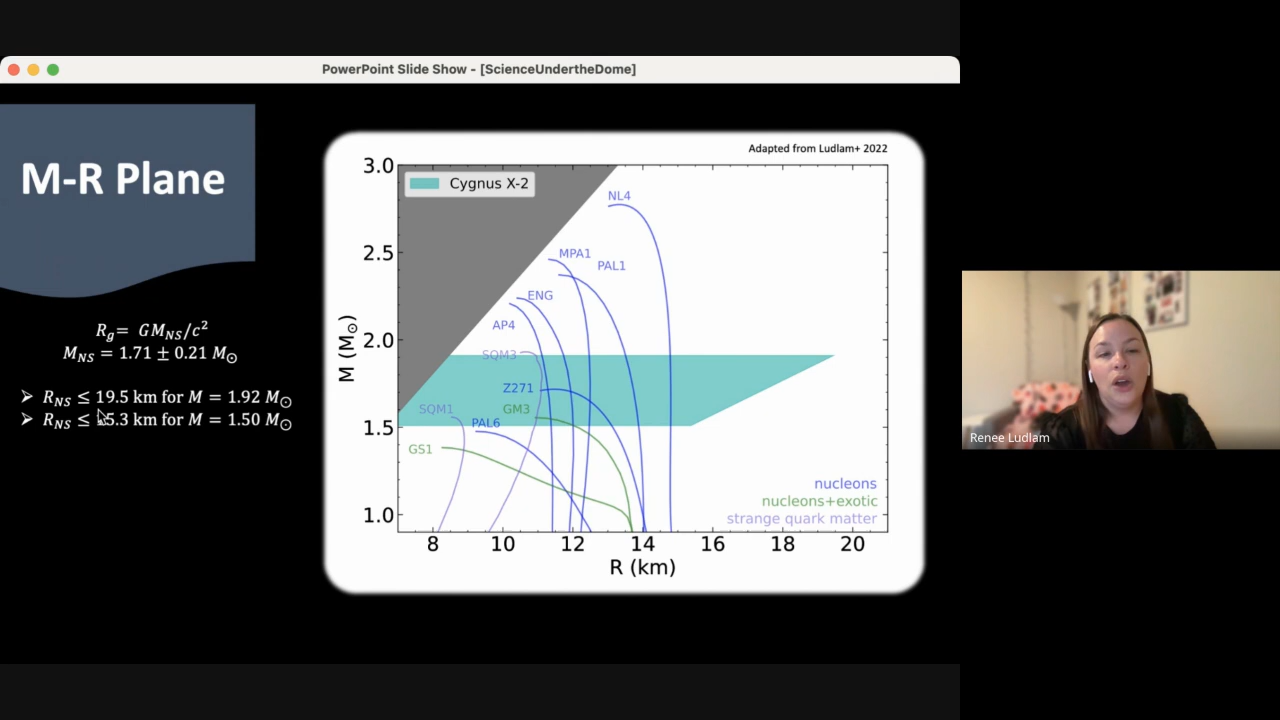 PowerPoint Slide Show - [ScienceUndertheDome]
M-R Plane
R_g = GM_NS/c²
M_NS = 1.71 ± 0.21 M_⊙
➢ R_NS ≤ 19.5 km for M = 1.92 M_⊙
➢ R_NS ≤ 15.3 km for M = 1.50 M_⊙
Adapted from Ludlam+ 2022
Cygnus X-2
3.0
2.5
2.0
1.5
1.0
M (M_⊙)
NL4
MPA1
PAL1
ENG
AP4
SQM3
Z271
SQM1
GM3
PAL6
GS1
nucleons
nucleons+exotic
strange quark matter
8 10 12 14 16 18 20
R (km)
Renee Ludlam